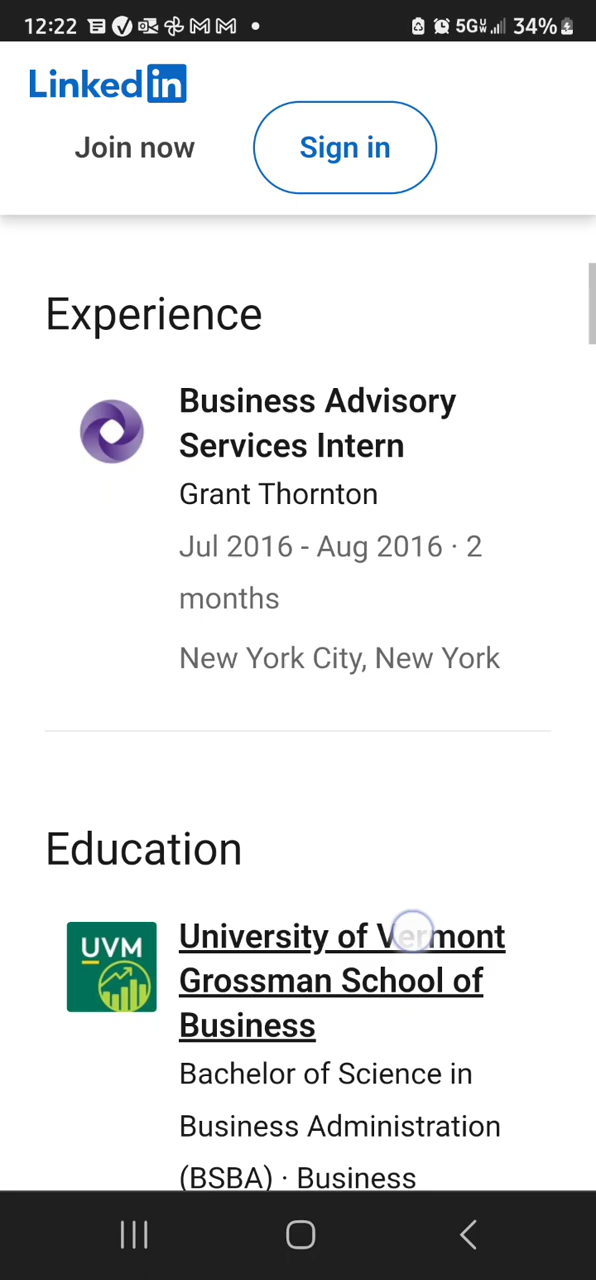 12:22 5G 34%
Linked in
Join now Sign in
Experience
Business Advisory
Services Intern
Grant Thornton
Jul 2016 - Aug 2016 · 2
months
New York City, New York
Education
UVM
University of Vermont
Grossman School of
Business
Bachelor of Science in
Business Administration
(BSBA) · Business